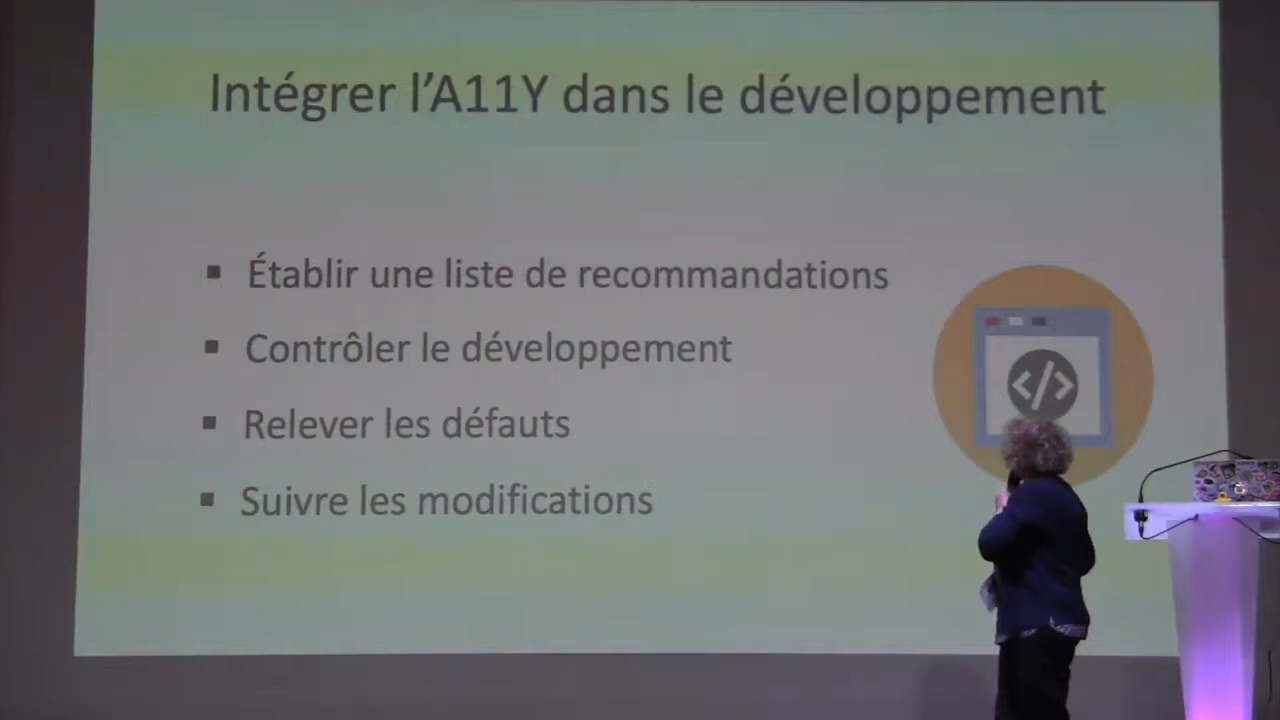 Intégrer l'A11Y dans le développement
▪ Établir une liste de recommandations
▪ Contrôler le développement
▪ Relever les défauts
▪ Suivre les modifications
</>